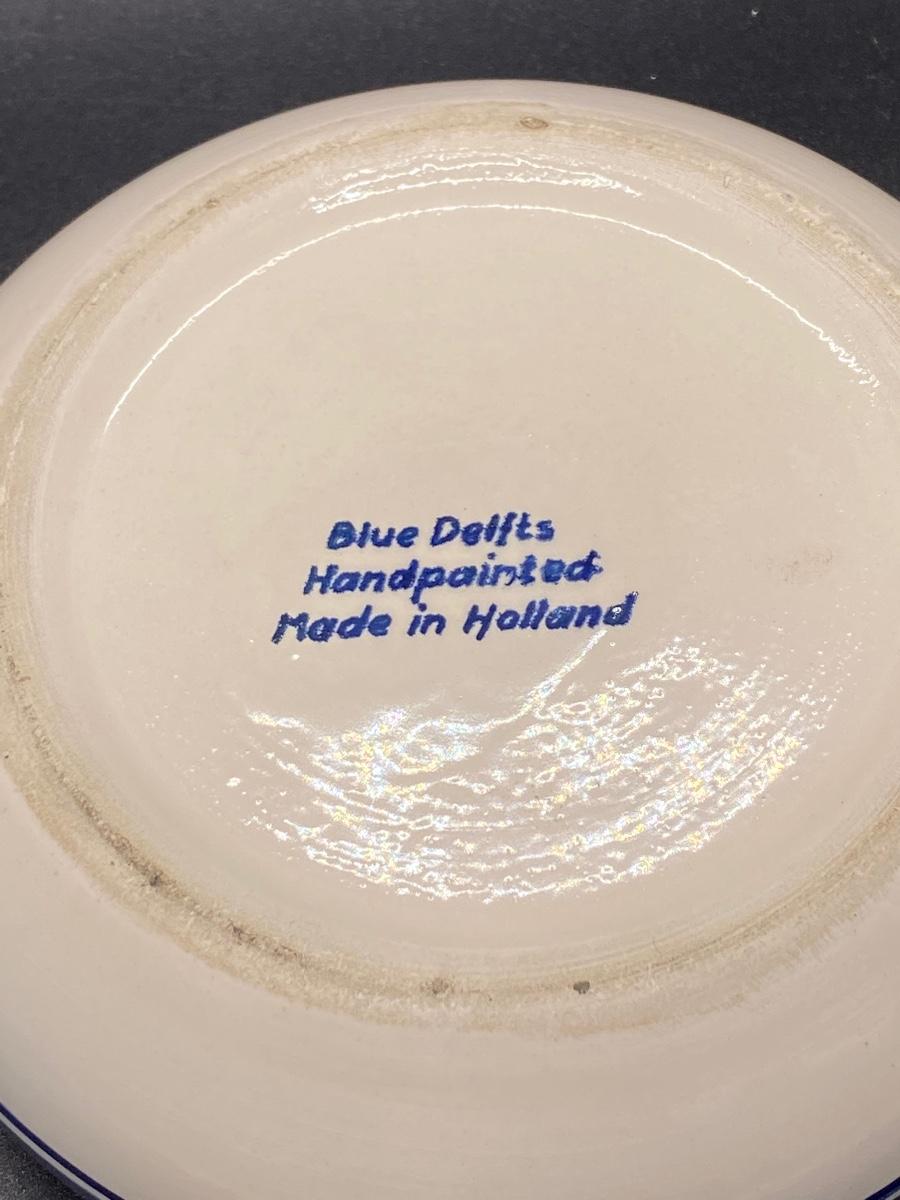 Blue Delfts
Handpainted
Made in Holland